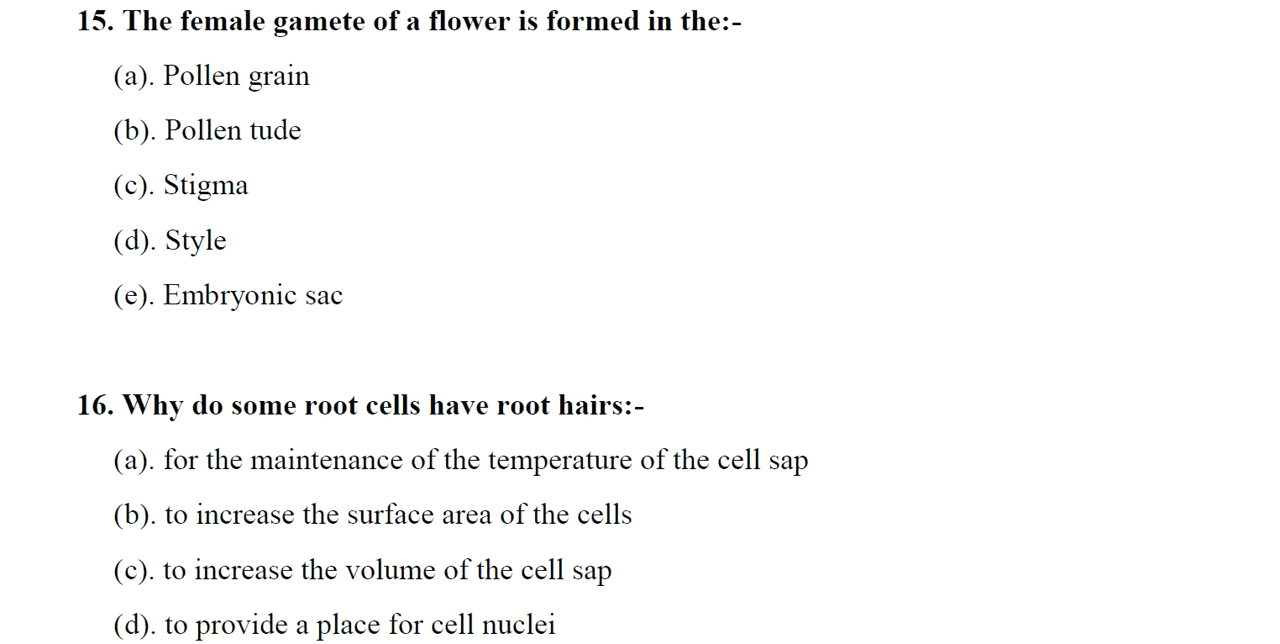 15. The female gamete of a flower is formed in the:-
(a). Pollen grain
(b). Pollen tude
(c). Stigma
(d). Style
(e). Embryonic sac
16. Why do some root cells have root hairs:-
(a). for the maintenance of the temperature of the cell sap
(b). to increase the surface area of the cells
(c). to increase the volume of the cell sap
(d). to provide a place for cell nuclei